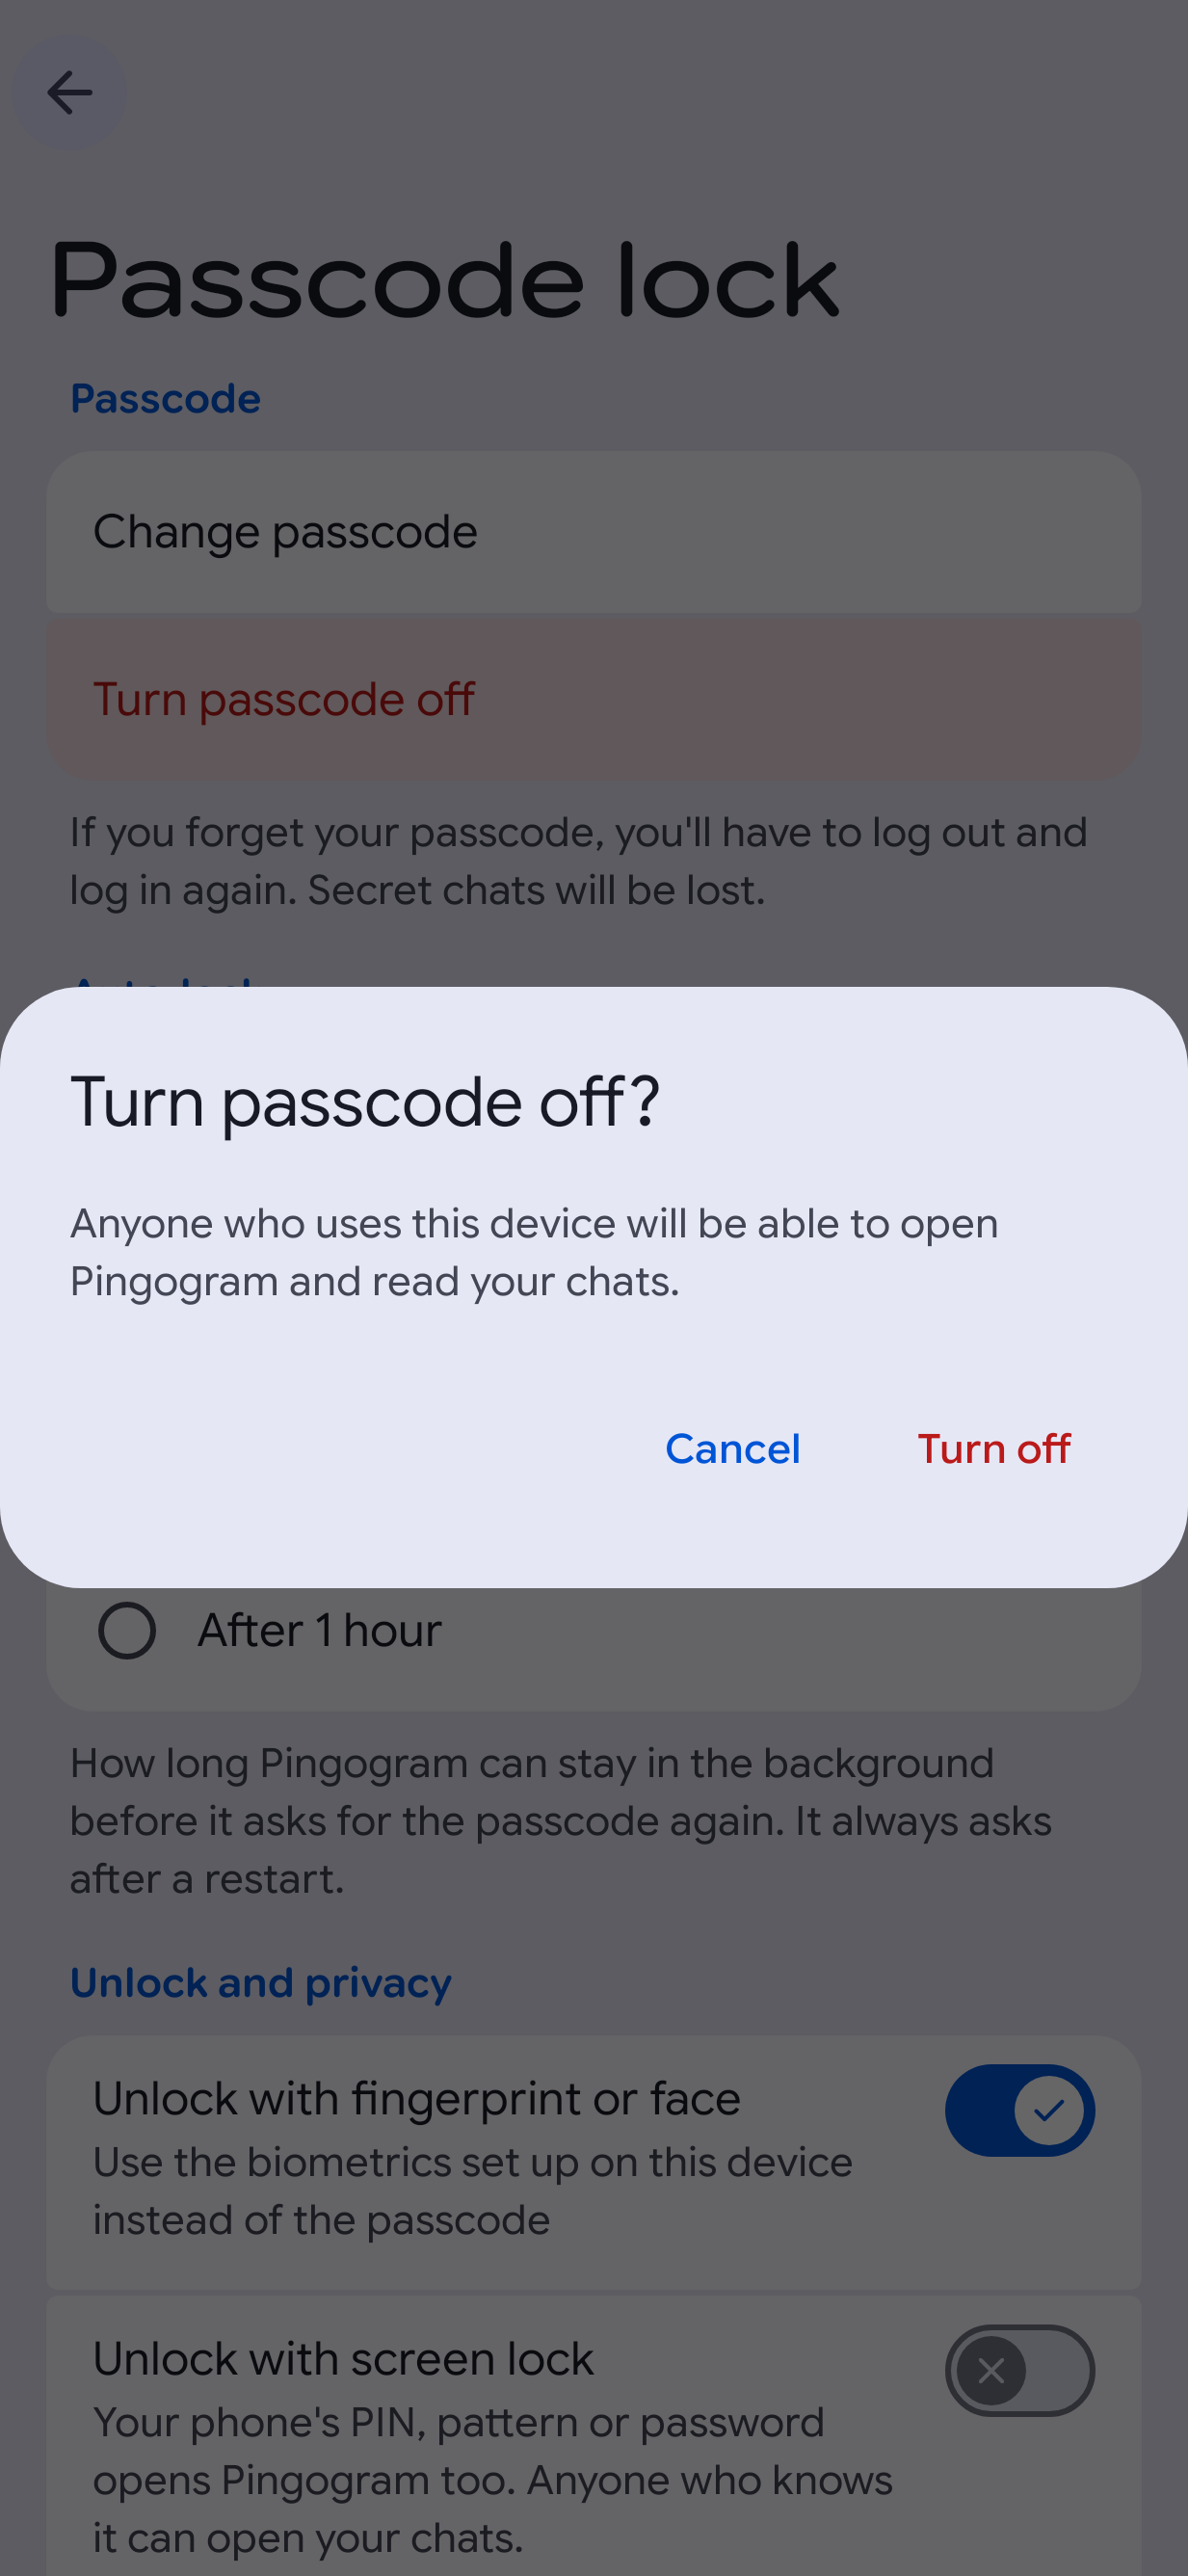 Passcode lock
Passcode
Change passcode
Turn passcode off
If you forget your passcode, you'll have to log out and
log in again. Secret chats will be lost.
Turn passcode off?
Anyone who uses this device will be able to open
Pingogram and read your chats.
Cancel
Turn off
After 1 hour
How long Pingogram can stay in the background
before it asks for the passcode again. It always asks
after a restart.
Unlock and privacy
Unlock with fingerprint or face
Use the biometrics set up on this device
instead of the passcode
Unlock with screen lock
Your phone's PIN, pattern or password
opens Pingogram too. Anyone who knows
it can open your chats.